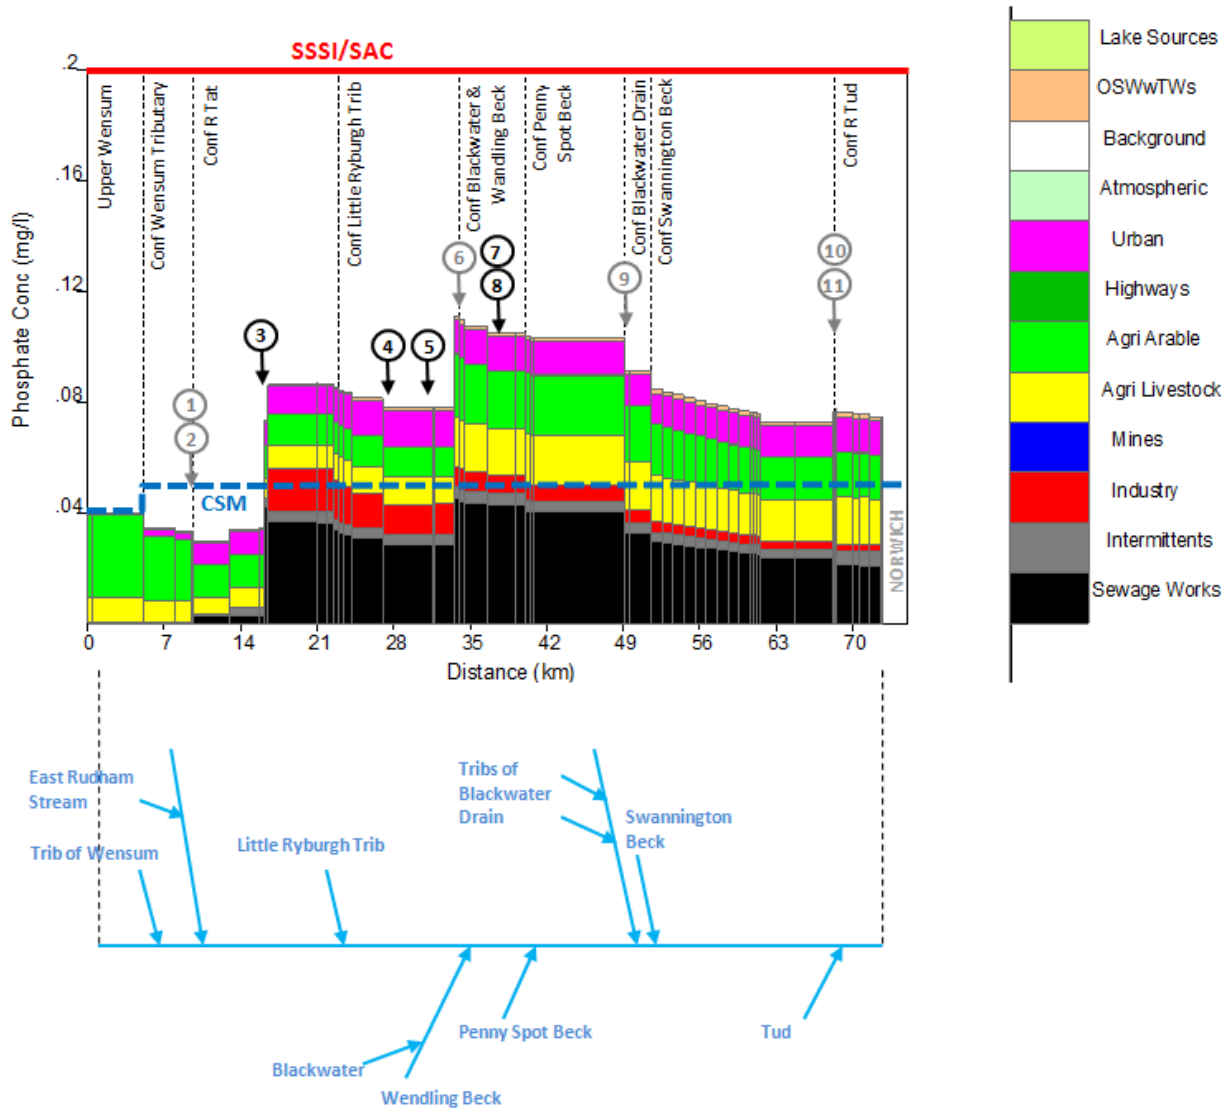 SSSI/SAC
.2
.16
.12
.08
.04
Phosphate Conc (mg/l)
Upper Wensum
Conf Wensum Tributary
Conf R Tat
Conf Little Ryburgh Trib
Conf Blackwater &
Wandling Beck
Conf Penny
Spot Beck
Conf Blackwater Drain
Conf Swannington Beck
Conf R Tud
1
2
3
4
5
6
7
8
9
10
11
CSM
NORWICH
0 7 14 21 28 35 42 49 56 63 70
Distance (km)
Lake Sources
OSWwTWs
Background
Atmospheric
Urban
Highways
Agri Arable
Agri Livestock
Mines
Industry
Intermittents
Sewage Works
East Rudham
Stream
Trib of Wensum
Little Ryburgh Trib
Tribs of
Blackwater
Drain
Swannington
Beck
Penny Spot Beck
Tud
Blackwater
Wendling Beck